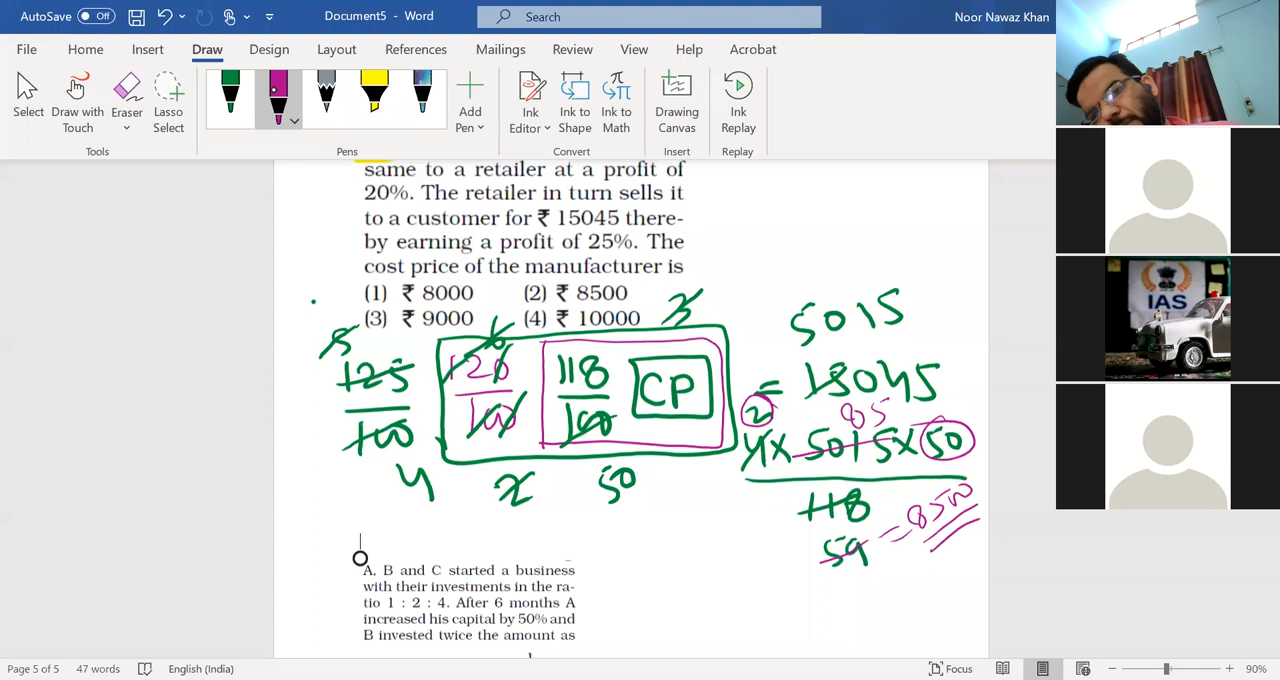 AutoSave Off Document5 - Word Search Noor Nawaz Khan
File Home Insert Draw Design Layout References Mailings Review View Help Acrobat
Select Draw with Touch Eraser Lasso Select Add Pen Ink Editor Ink to Shape Ink to Math Drawing Canvas Ink Replay
Tools Pens Convert Insert Replay
same to a retailer at a profit of
20%. The retailer in turn sells it
to a customer for ₹ 15045 there-
by earning a profit of 25%. The
cost price of the manufacturer is
(1) ₹ 8000 (2) ₹ 8500
(3) ₹ 9000 (4) ₹ 10000
5 6 3 5015
125 120 118 CP = 15045
100 100 100
2 85
4 x 5015 x 50
4 2 50
118
59 = 8500
A, B and C started a business
with their investments in the ra-
tio 1 : 2 : 4. After 6 months A
increased his capital by 50% and
B invested twice the amount as
IAS
Page 5 of 5 47 words English (India) Focus 90%